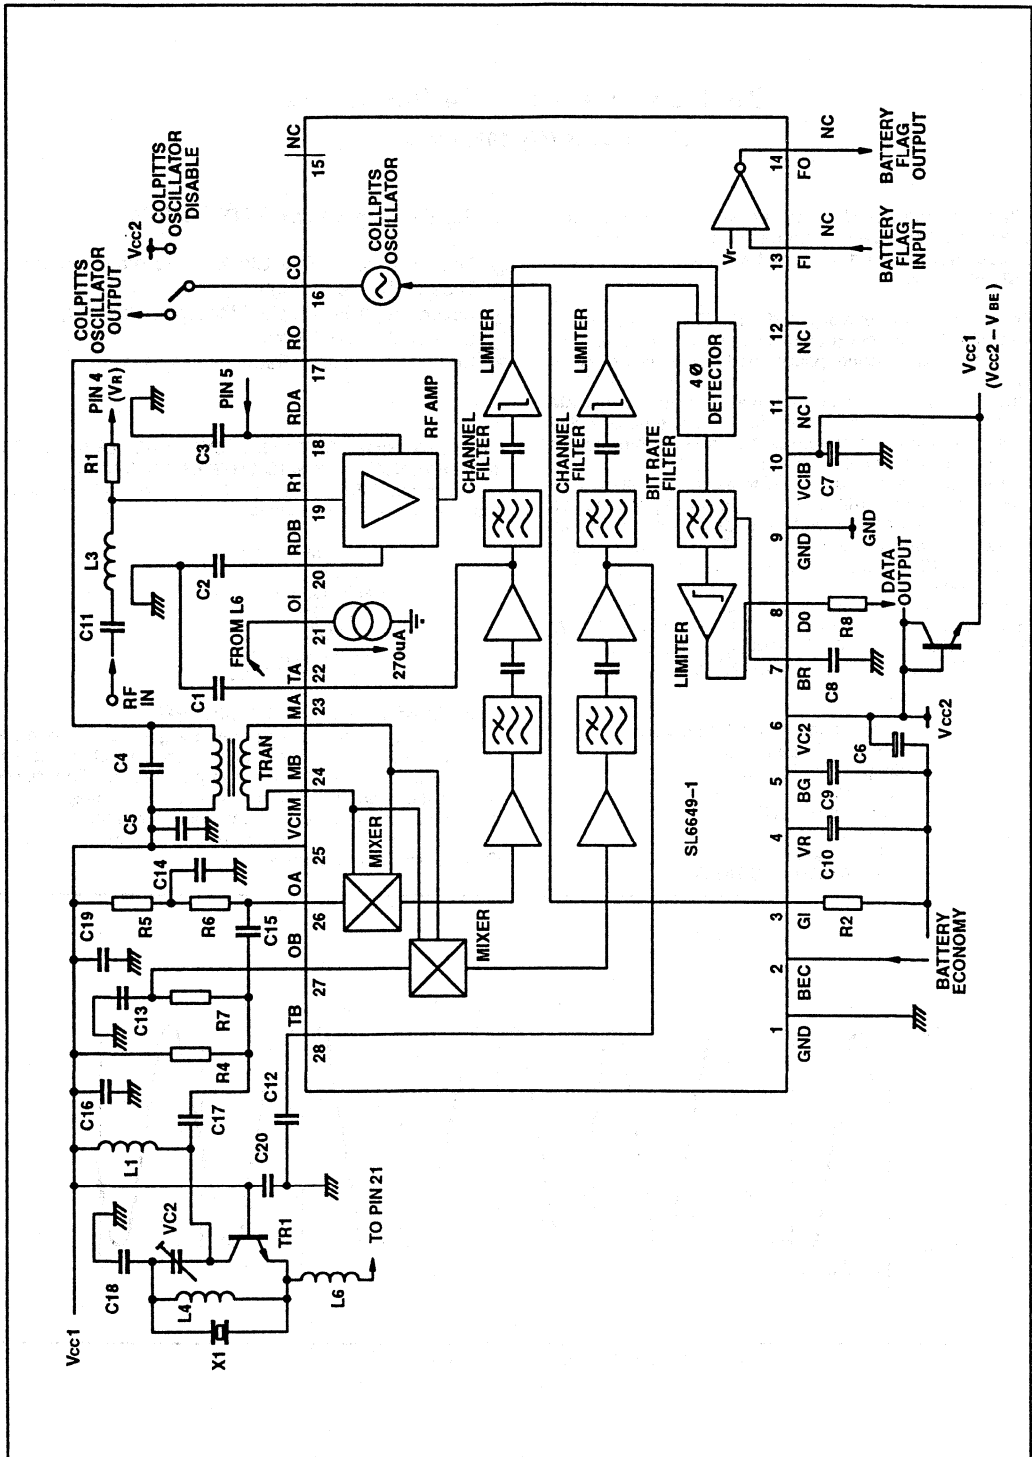 COLPITTS
OSCILLATOR
OUTPUT
Vcc2
COLPITTS
OSCILLATOR
DISABLE
PIN 4
(VR)
R1
L3
C11
RF
IN
PIN 5
C3
C2
C1
FROM L6
C4
TRAN
C5
C14
C19
R5
R6
C15
C13
R7
R4
C16
C17
L1
C12
C20
VC2
C18
TR1
L4
X1
L6
TO PIN 21
Vcc1
NC
15
CO
16
RO
17
RDA
18
R1
19
RDB
20
OI
21
TA
22
MA
23
MB
24
VCIM
25
OA
26
OB
27
TB
28
COLLPITS
OSCILLATOR
RF AMP
270uA
MIXER
MIXER
CHANNEL
FILTER
LIMITER
CHANNEL
FILTER
LIMITER
BIT RATE
FILTER
4Ø
DETECTOR
LIMITER
Vr
SL6649-1
1
GND
2
BEC
3
GI
4
VR
5
BG
6
VC2
7
BR
8
D0
9
GND
10
VCIB
11
NC
12
NC
13
FI
14
FO
NC
NC
BATTERY
ECONOMY
R2
C10
C9
C6
Vcc2
C8
R8
DATA
OUTPUT
GND
C7
Vcc1
(Vcc2 – V BE)
BATTERY
FLAG
INPUT
BATTERY
FLAG
OUTPUT